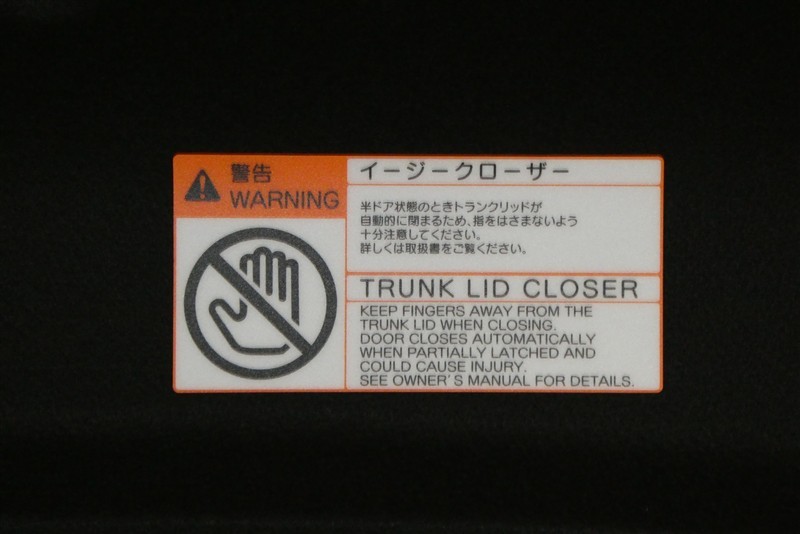 警告
WARNING
イージークローザー
半ドア状態のときトランクリッドが
自動的に閉まるため、指をはさまないよう
十分注意してください。
詳しくは取扱書をご覧ください。
TRUNK LID CLOSER
KEEP FINGERS AWAY FROM THE
TRUNK LID WHEN CLOSING.
DOOR CLOSES AUTOMATICALLY
WHEN PARTIALLY LATCHED AND
COULD CAUSE INJURY.
SEE OWNER'S MANUAL FOR DETAILS.